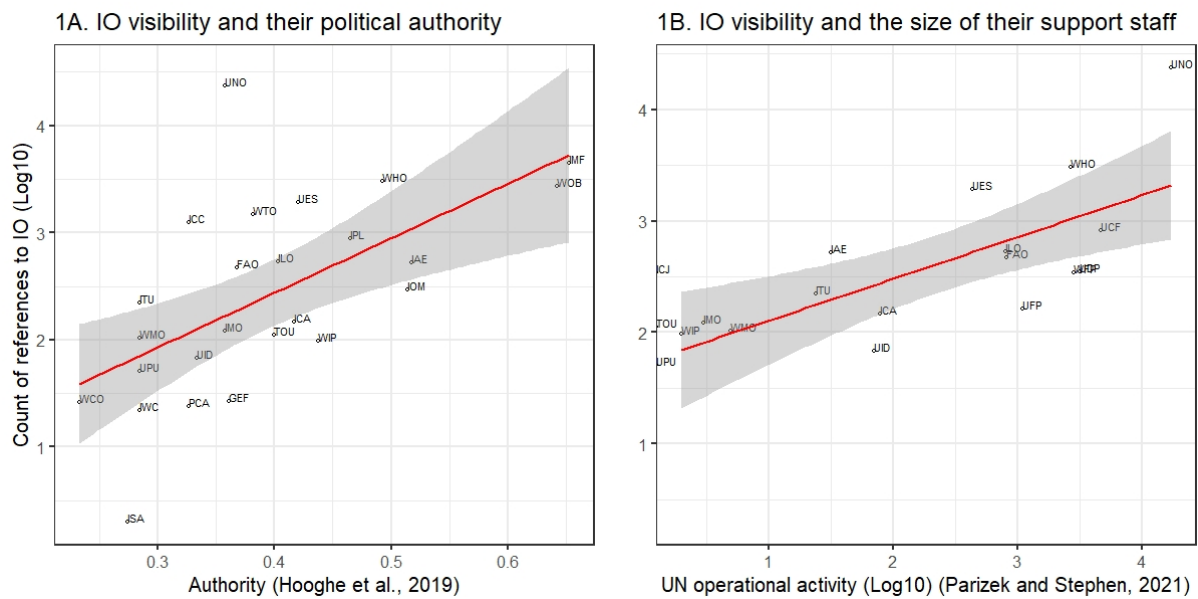 1A. IO visibility and their political authority
Count of references to IO (Log10)
4
3
2
1
UNO
IMF
WOB
WHO
UES
WTO
ICC
IPL
IAE
ILO
FAO
IOM
ITU
ICA
IMO
TOU
WMO
WIP
UID
UPU
WCO
IWC
PCA
GEF
ISA
0.3 0.4 0.5 0.6
Authority (Hooghe et al., 2019)
1B. IO visibility and the size of their support staff
4
3
2
1
UNO
WHO
UES
UCF
IAE
ILO
FAO
ICJ
ITU
UFP
ICA
IMO
TOU
WIP
WMO
UID
UPU
1 2 3 4
UN operational activity (Log10) (Parizek and Stephen, 2021)